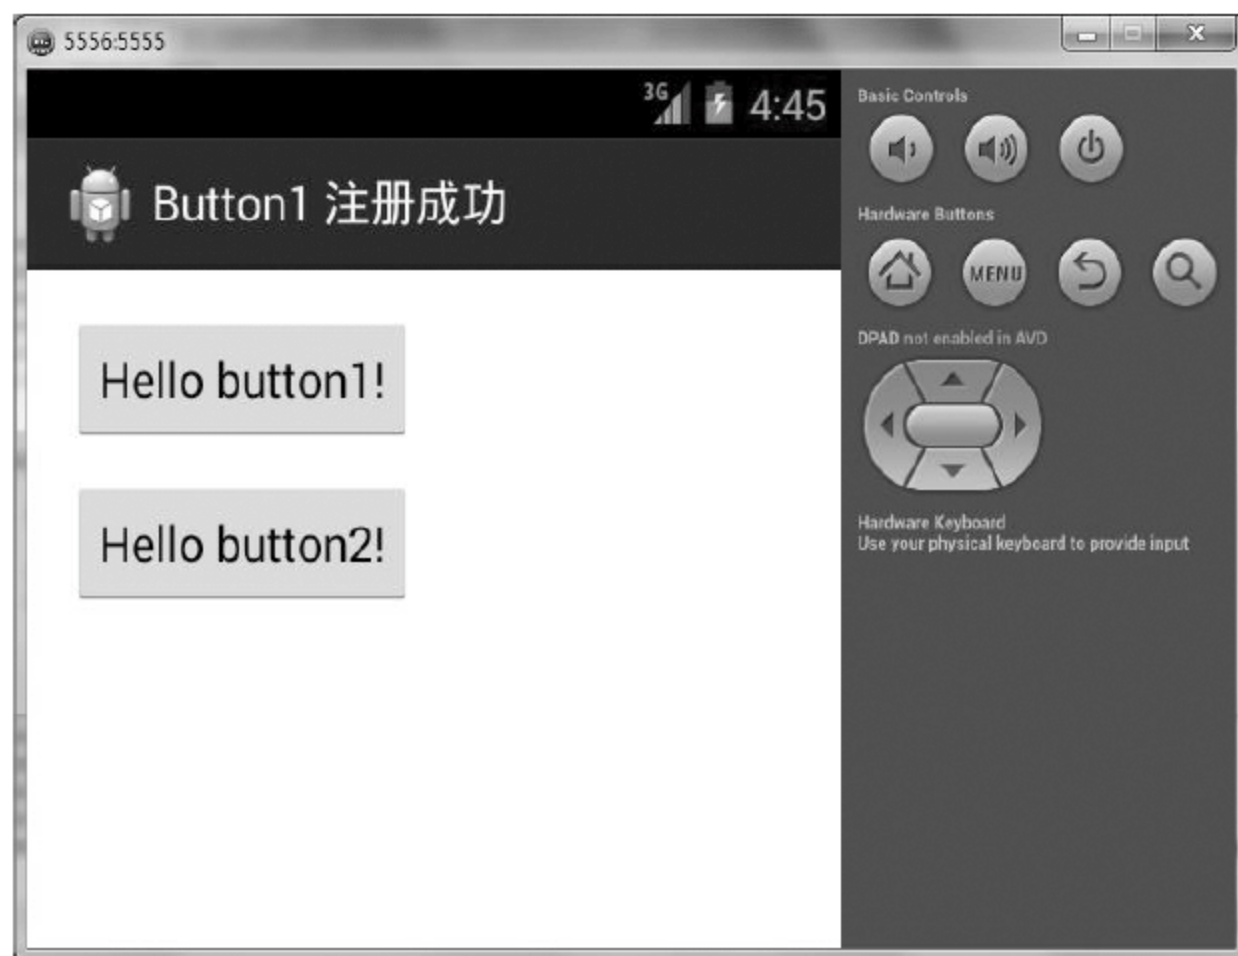 5556:5555
3G 4:45
Button1 注册成功
Hello button1!
Hello button2!
Basic Controls
Hardware Buttons
MENU
DPAD not enabled in AVD
Hardware Keyboard
Use your physical keyboard to provide input